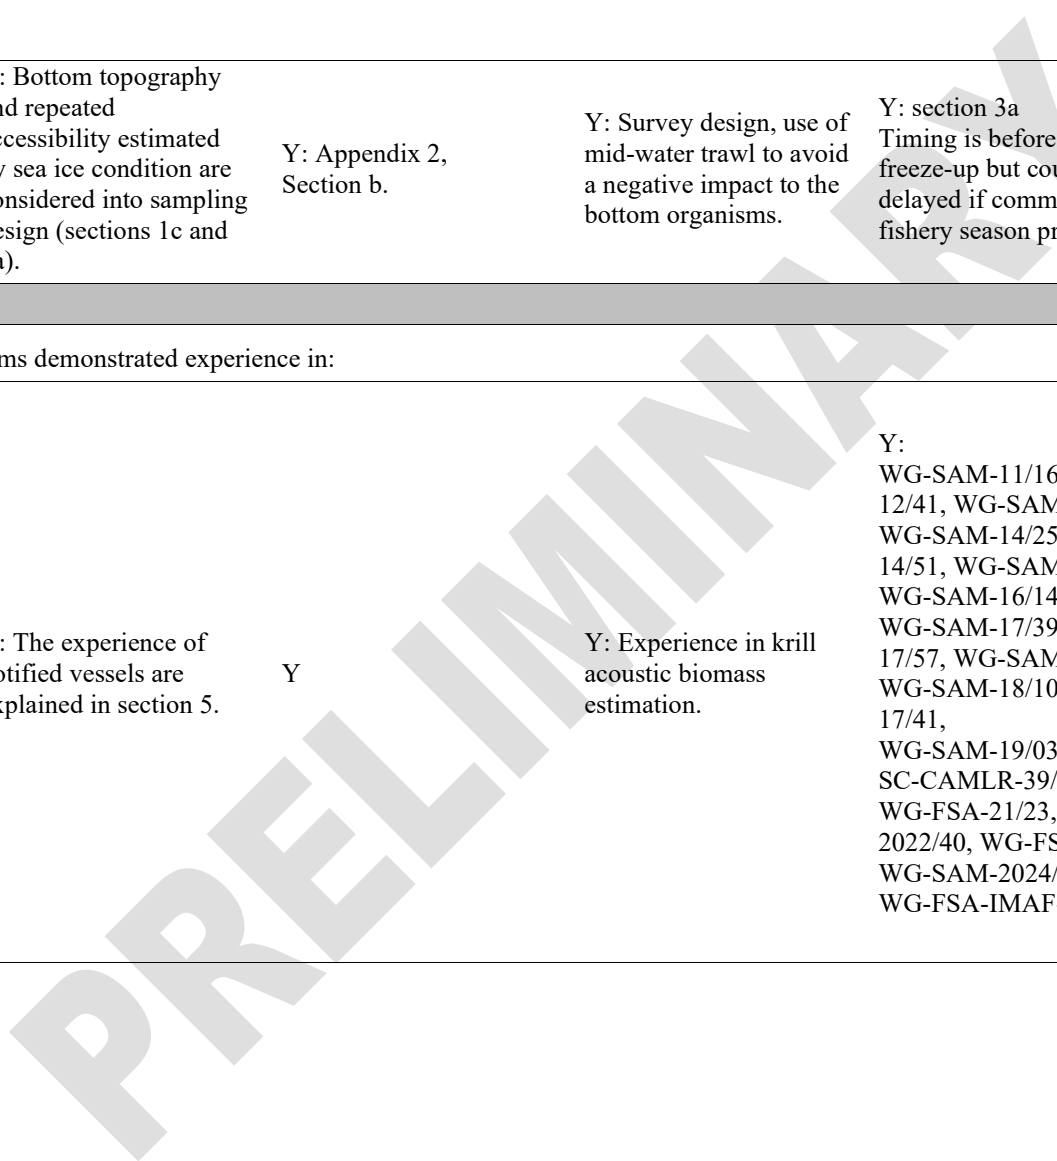 : Bottom topography
nd repeated
ccessibility estimated
y sea ice condition are
onsidered into sampling
esign (sections 1c and
a).
Y: Appendix 2,
Section b.
Y: Survey design, use of
mid-water trawl to avoid
a negative impact to the
bottom organisms.
Y: section 3a
Timing is before
freeze-up but cou
delayed if comm
fishery season pr
ms demonstrated experience in:
: The experience of
otified vessels are
xplained in section 5.
Y
Y: Experience in krill
acoustic biomass
estimation.
Y:
WG-SAM-11/16
12/41, WG-SAM
WG-SAM-14/25
14/51, WG-SAM
WG-SAM-16/14
WG-SAM-17/39
17/57, WG-SAM
WG-SAM-18/10
17/41,
WG-SAM-19/03
SC-CAMLR-39/
WG-FSA-21/23,
2022/40, WG-FS
WG-SAM-2024/
WG-FSA-IMAF
PRELIMINARY